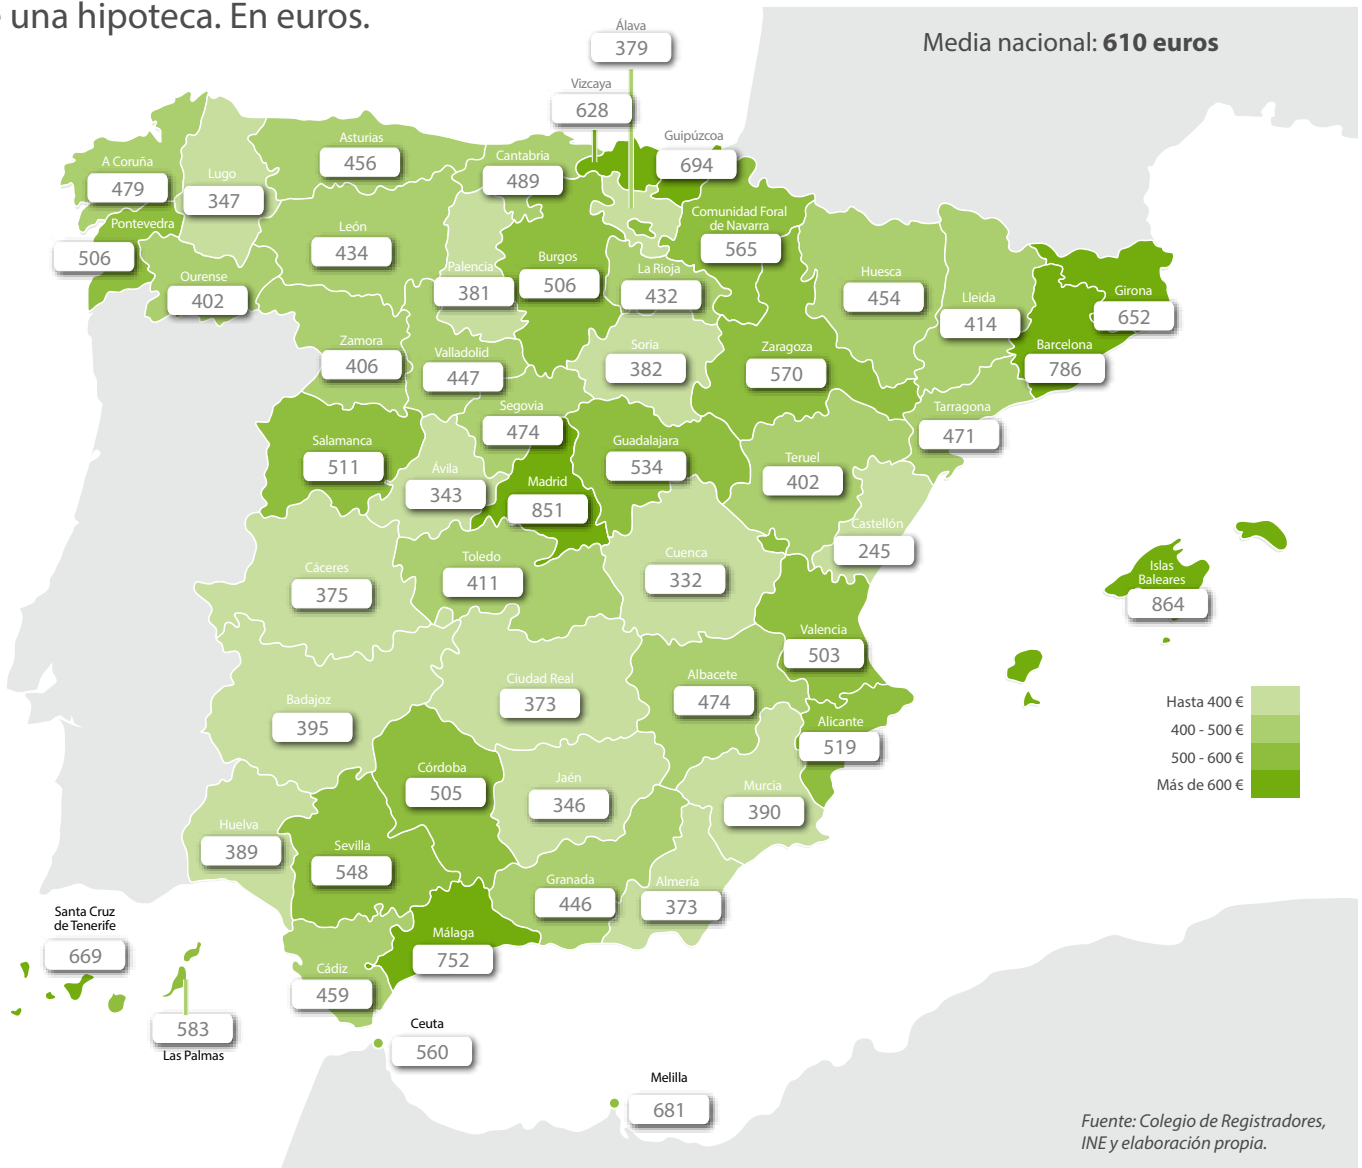 una hipoteca. En euros.
Media nacional: 610 euros
Álava
379
Vizcaya
628
Guipúzcoa
694
Asturias
456
Cantabria
489
A Coruña
479
Lugo
347
Pontevedra
506
Ourense
402
León
434
Palencia
381
Burgos
506
La Rioja
432
Comunidad Foral
de Navarra
565
Huesca
454
Lleida
414
Girona
652
Barcelona
786
Zamora
406
Valladolid
447
Soria
382
Zaragoza
570
Tarragona
471
Segovia
474
Salamanca
511
Ávila
343
Madrid
851
Guadalajara
534
Teruel
402
Castellón
245
Cáceres
375
Toledo
411
Cuenca
332
Islas
Baleares
864
Valencia
503
Badajoz
395
Ciudad Real
373
Albacete
474
Alicante
519
Hasta 400 €
400 - 500 €
500 - 600 €
Más de 600 €
Córdoba
505
Jaén
346
Murcia
390
Huelva
389
Sevilla
548
Granada
446
Almería
373
Santa Cruz
de Tenerife
669
Málaga
752
Cádiz
459
583
Las Palmas
Ceuta
560
Melilla
681
Fuente: Colegio de Registradores,
INE y elaboración propia.